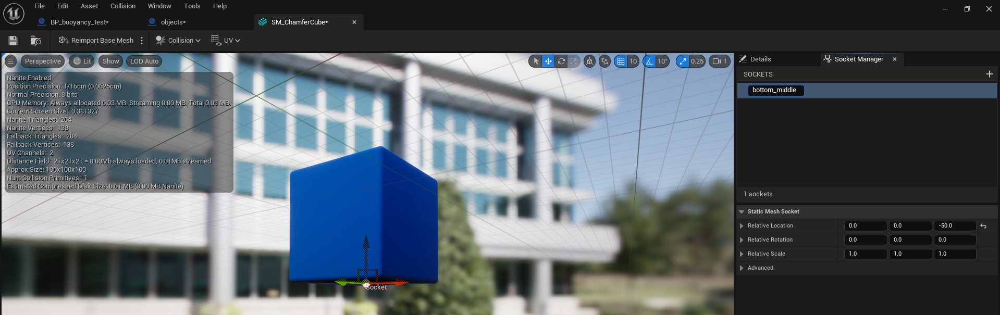 File Edit Asset Collision Window Tools Help
BP_buoyancy_test* objects* SM_ChamferCube*
Reimport Base Mesh Collision UV
Perspective Lit Show LOD Auto 10 10° 0.25 1
Nanite Enabled
Position Precision: 1/16cm (0.0625cm)
Normal Precision: 8 bits
GPU Memory: Always allocated 0.03 MB. Streaming 0.00 MB. Total 0.03 MB.
Current Screen Size: 0.381327
Nanite Triangles: 204
Nanite Vertices: 138
Fallback Triangles: 204
Fallback Vertices: 138
UV Channels: 2
Distance Field: 21x21x21 = 0.00Mb always loaded, 0.01Mb streamed
Approx Size: 100x100x100
Num Collision Primitives: 1
Estimated Compressed Disk Size: 0.01 MB (0.00 MB Nanite)
Socket
Details Socket Manager
SOCKETS
bottom_middle
1 sockets
Static Mesh Socket
Relative Location 0.0 0.0 -50.0
Relative Rotation 0.0 0.0 0.0
Relative Scale 1.0 1.0 1.0
Advanced